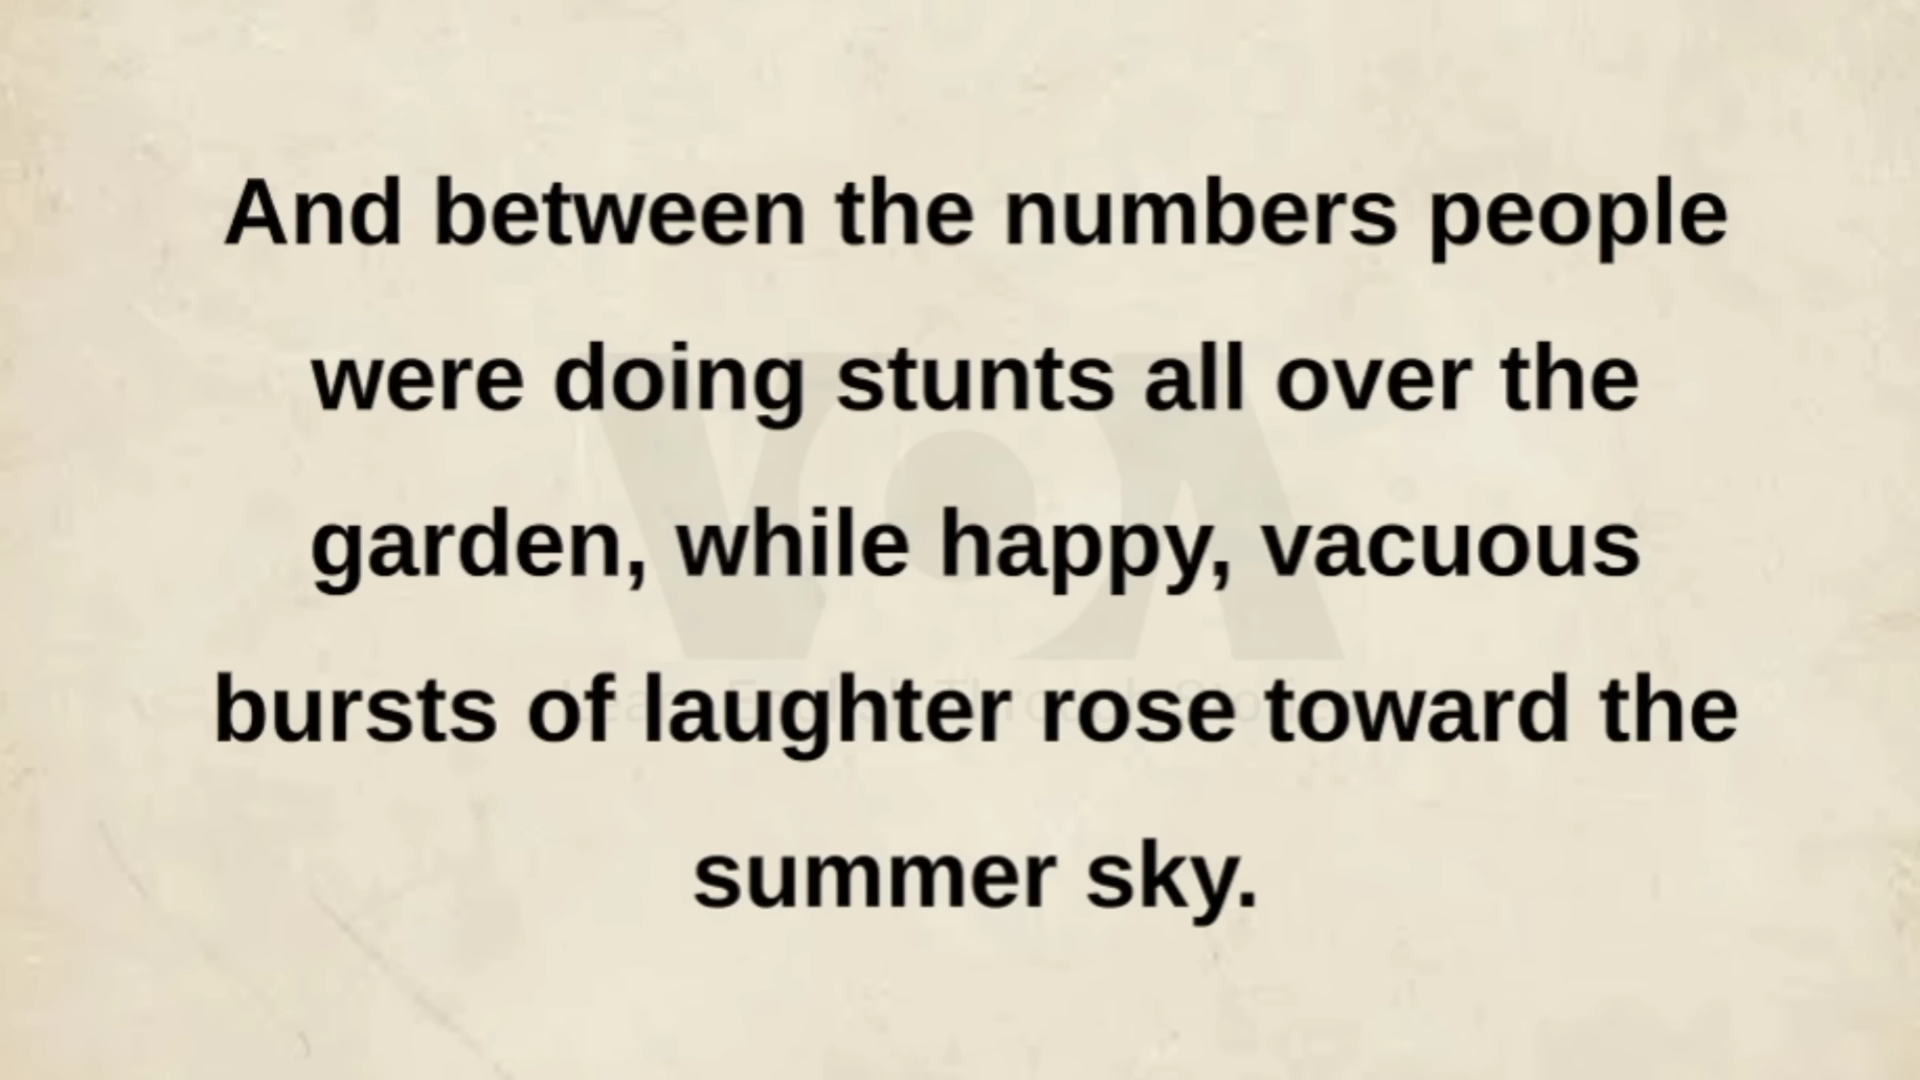 And between the numbers people
were doing stunts all over the
garden, while happy, vacuous
VOA
bursts of laughter rose toward the
summer sky.